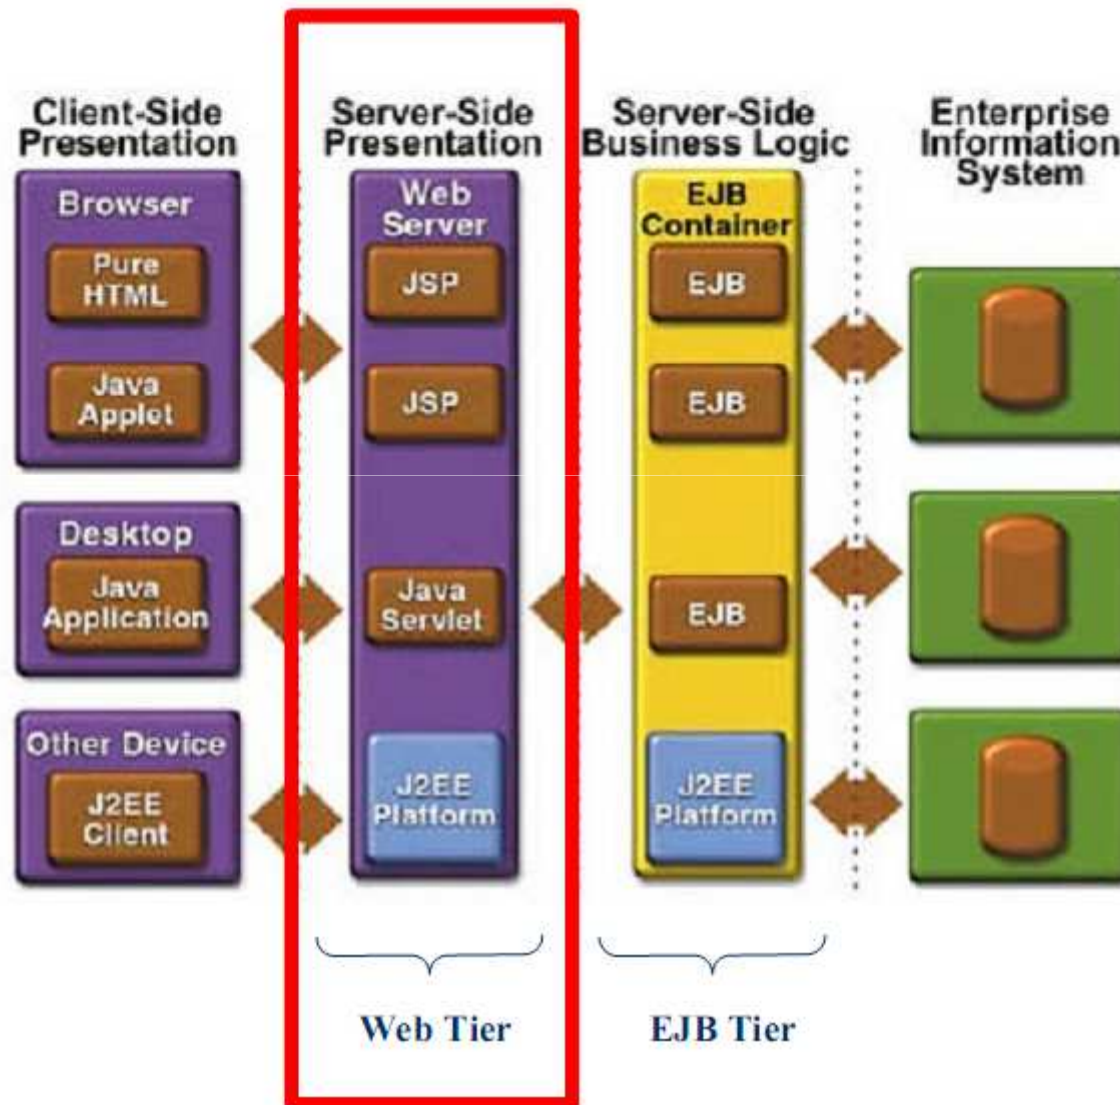 Client-Side
Presentation
Browser
Pure
HTML
Java
Applet
Desktop
Java
Application
Other Device
J2EE
Client
Server-Side
Presentation
Web
Server
JSP
JSP
Java
Servlet
J2EE
Platform
Web Tier
Server-Side
Business Logic
EJB
Container
EJB
EJB
EJB
J2EE
Platform
EJB Tier
Enterprise
Information
System